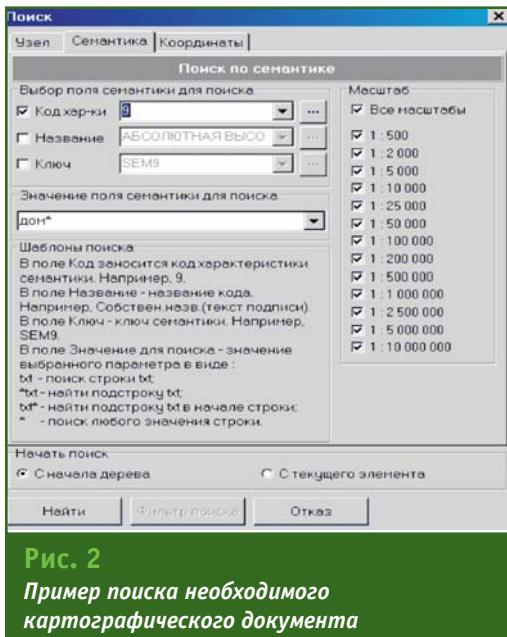 Поиск
Узел Семантика Координаты
Поиск по семантике
Выбор поля семантики для поиска
Код хар-ки 9 ...
Название АБСОЛЮТНАЯ ВЫСО ...
Ключ SEM9 ...
Значение поля семантики для поиска
дом*
Шаблоны поиска
В поле Код заносится код характеристики
семантики. Например, 9.
В поле Название - название кода.
Например, Собствен.назв.(текст подписи)
В поле Ключ - ключ семантики. Например,
SEM9.
В поле Значение для поиска - значение
выбранного параметра в виде :
txt - поиск строки txt;
*txt - найти подстроку txt;
txt* - найти подстроку txt в начале строки;
* - поиск любого значения строки.
Масштаб
Все масштабы
1 : 500
1 : 2 000
1 : 5 000
1 : 10 000
1 : 25 000
1 : 50 000
1 : 100 000
1 : 200 000
1 : 500 000
1 : 1 000 000
1 : 2 500 000
1 : 5 000 000
1 : 10 000 000
Начать поиск
С начала дерева С текущего элемента
Найти Фильтр поиска Отказ
Рис. 2
Пример поиска необходимого
картографического документа